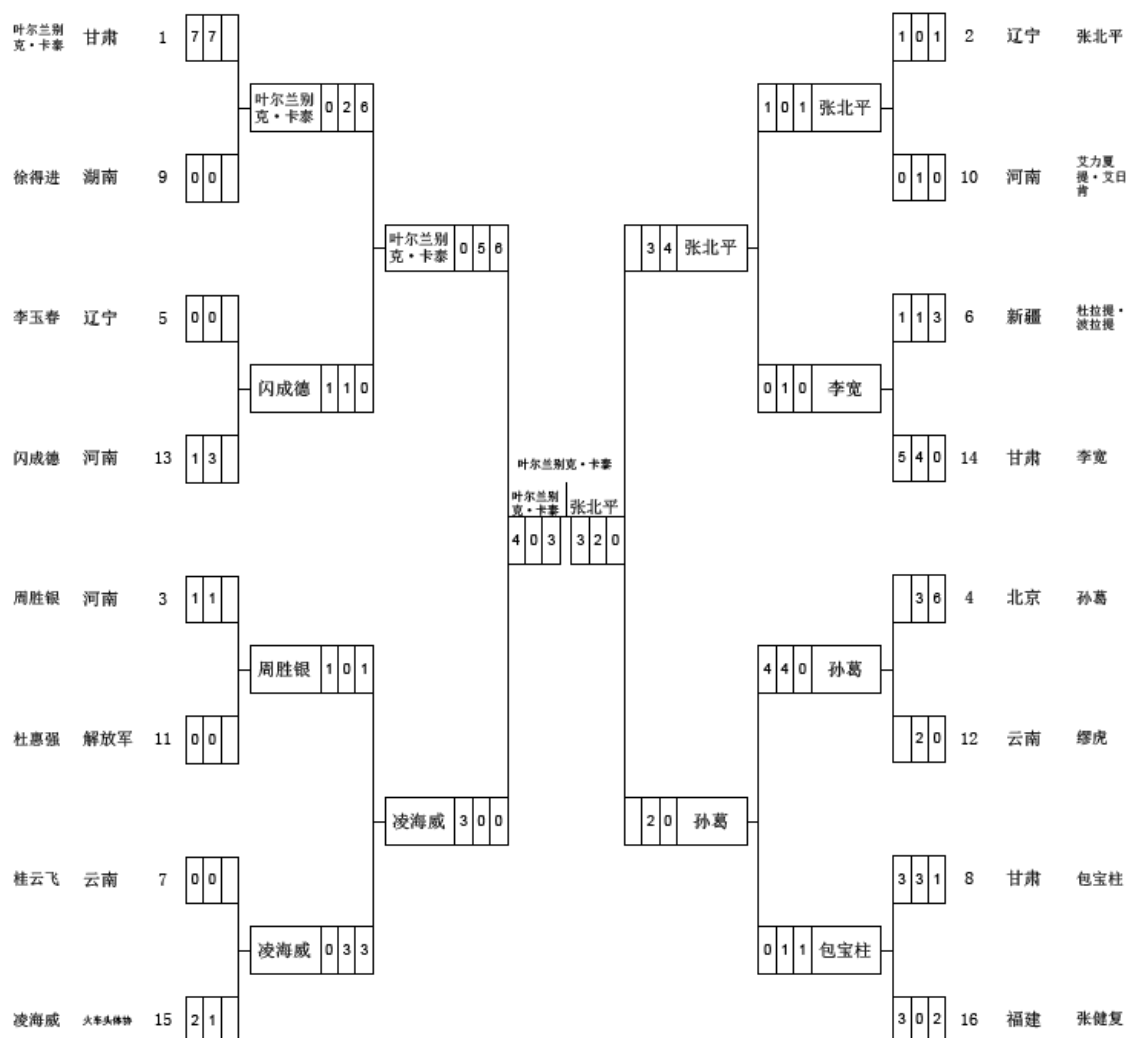 叶尔兰别
克·卡泰 甘肃 1 7 7
1 0 1 2 辽宁 张北平
叶尔兰别
克·卡泰 0 2 6
1 0 1 张北平
徐得进 湖南 9 0 0
0 1 0 10 河南 艾力夏
提·艾日
肯
叶尔兰别
克·卡泰 0 5 6
3 4 张北平
李玉春 辽宁 5 0 0
1 1 3 6 新疆 杜拉提·
波拉提
闪成德 1 1 0
0 1 0 李宽
闪成德 河南 13 1 3
5 4 0 14 甘肃 李宽
叶尔兰别克·卡泰
叶尔兰别
克·卡泰 张北平
4 0 3 3 2 0
周胜银 河南 3 1 1
3 6 4 北京 孙葛
周胜银 1 0 1
4 4 0 孙葛
杜惠强 解放军 11 0 0
2 0 12 云南 缪虎
凌海威 3 0 0
2 0 孙葛
桂云飞 云南 7 0 0
3 3 1 8 甘肃 包宝柱
凌海威 0 3 3
0 1 1 包宝柱
凌海威 火车头体协 15 2 1
3 0 2 16 福建 张健复